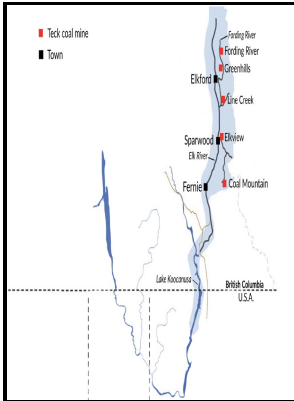 Teck coal mine
Town
Fording River
Fording River
Greenhills
Elkford
Line Creek
Elkview
Sparwood
Elk River
Coal Mountain
Fernie
Lake Koocanusa
British Columbia
U.S.A.